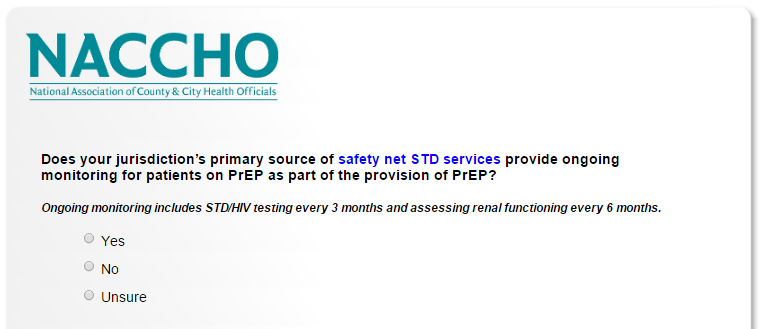 NACCHO
National Association of County & City Health Officials
Does your jurisdiction's primary source of safety net STD services provide ongoing
monitoring for patients on PrEP as part of the provision of PrEP?
Ongoing monitoring includes STD/HIV testing every 3 months and assessing renal functioning every 6 months.
Yes
No
Unsure